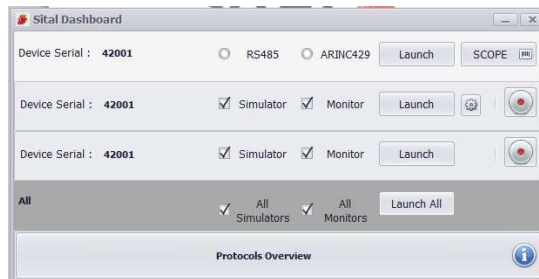 Sital Dashboard
Device Serial : 42001 RS485 ARINC429 Launch SCOPE
Device Serial : 42001 Simulator Monitor Launch
Device Serial : 42001 Simulator Monitor Launch
All All Simulators All Monitors Launch All
Protocols Overview